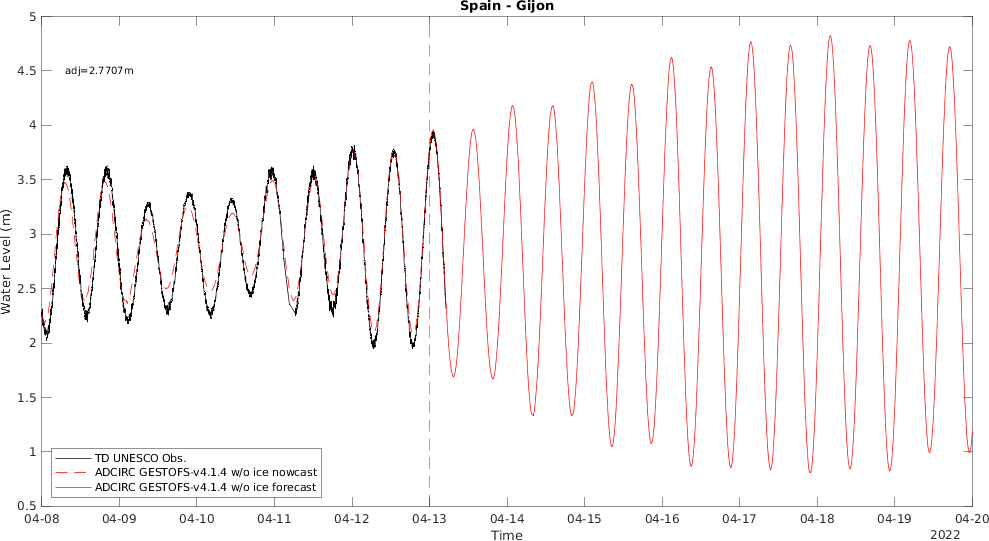 Spain - Gijon
5
4.5
4
3.5
3
2.5
2
1.5
1
0.5
Water Level (m)
adj=2.7707m
TD UNESCO Obs.
ADCIRC GESTOFS-v4.1.4 w/o ice nowcast
ADCIRC GESTOFS-v4.1.4 w/o ice forecast
04-08 04-09 04-10 04-11 04-12 04-13 04-14 04-15 04-16 04-17 04-18 04-19 04-20
Time
2022